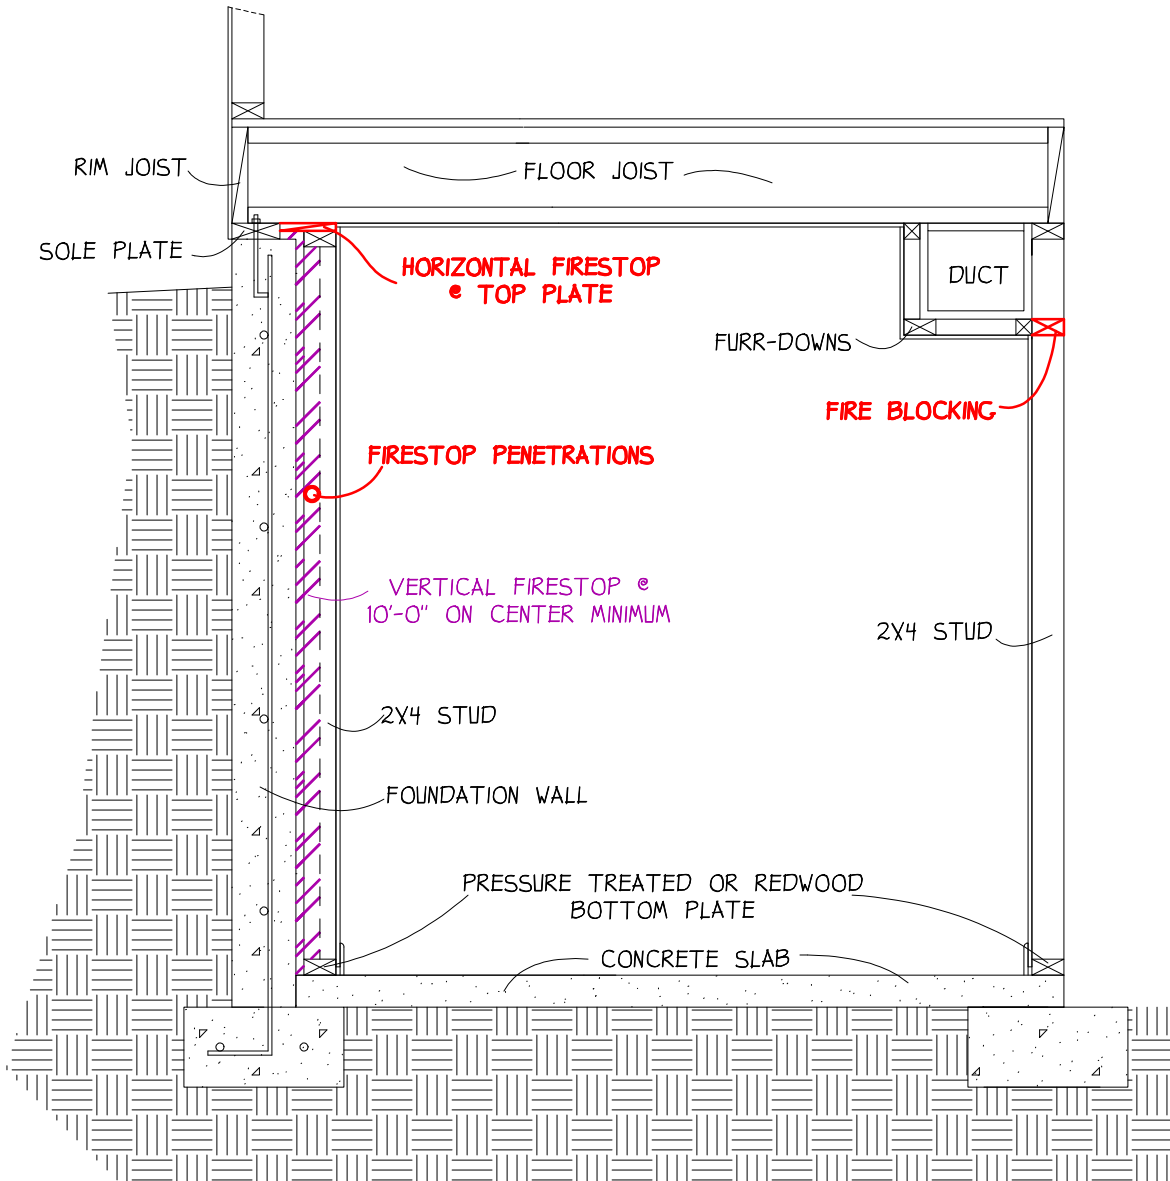 RIM JOIST
FLOOR JOIST
SOLE PLATE
HORIZONTAL FIRESTOP
@ TOP PLATE
DUCT
FURR-DOWNS
FIRE BLOCKING
FIRESTOP PENETRATIONS
VERTICAL FIRESTOP @
10'-0" ON CENTER MINIMUM
2X4 STUD
2X4 STUD
FOUNDATION WALL
PRESSURE TREATED OR REDWOOD
BOTTOM PLATE
CONCRETE SLAB